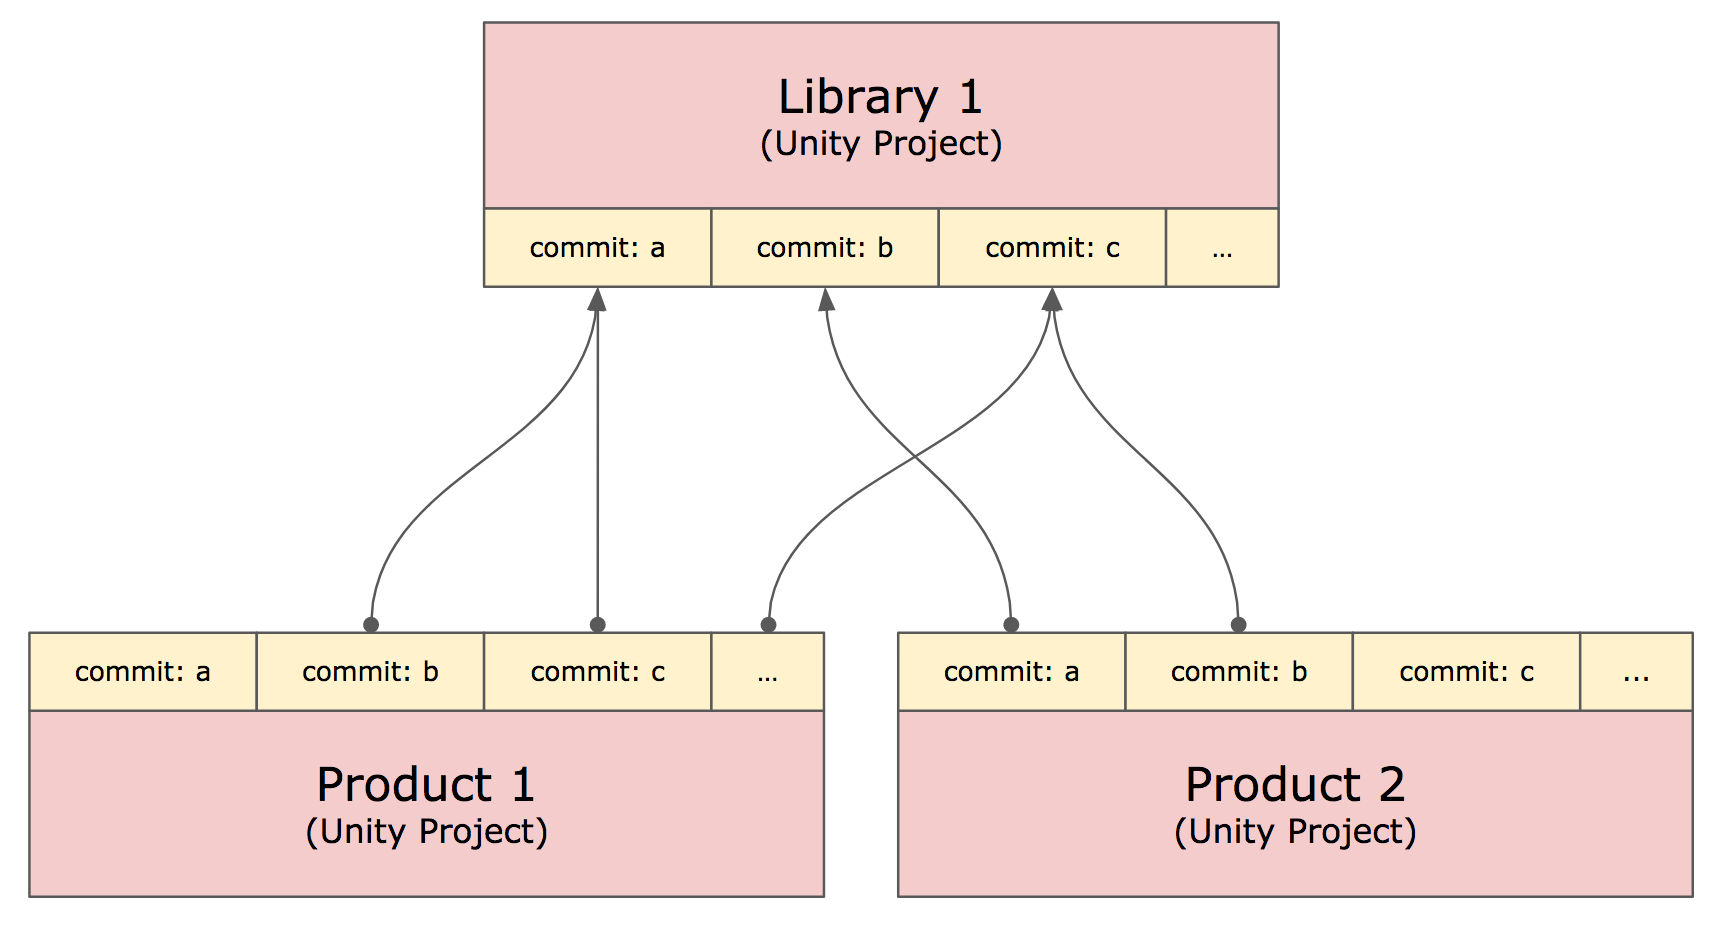 Library 1
(Unity Project)
commit: a
commit: b
commit: c
...
commit: a
commit: b
commit: c
...
Product 1
(Unity Project)
commit: a
commit: b
commit: c
...
Product 2
(Unity Project)